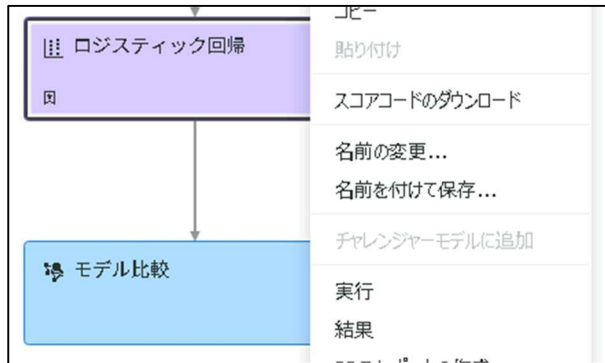 コピー
ロジスティック回帰
貼り付け
スコアコードのダウンロード
名前の変更...
名前を付けて保存...
チャレンジャーモデルに追加
モデル比較
実行
結果